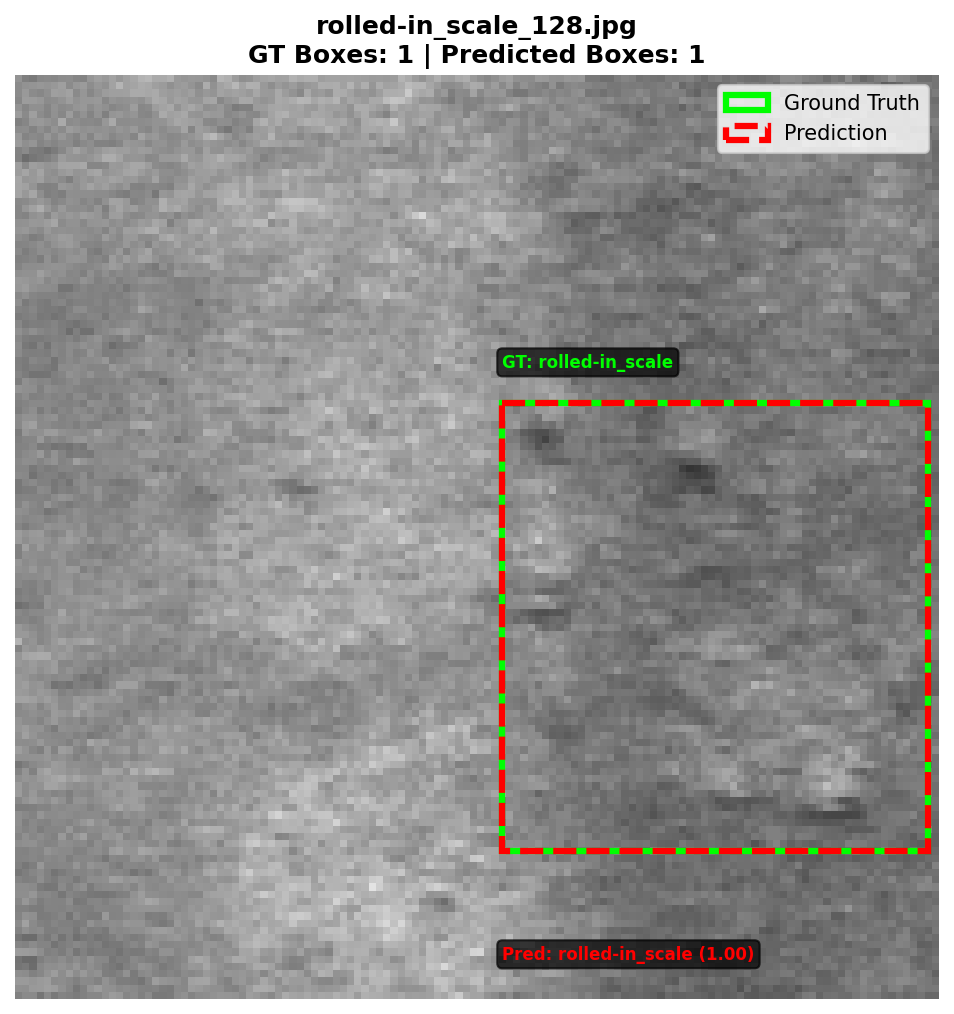 rolled-in_scale_128.jpg
GT Boxes: 1 | Predicted Boxes: 1
Ground Truth
Prediction
GT: rolled-in_scale
Pred: rolled-in_scale (1.00)